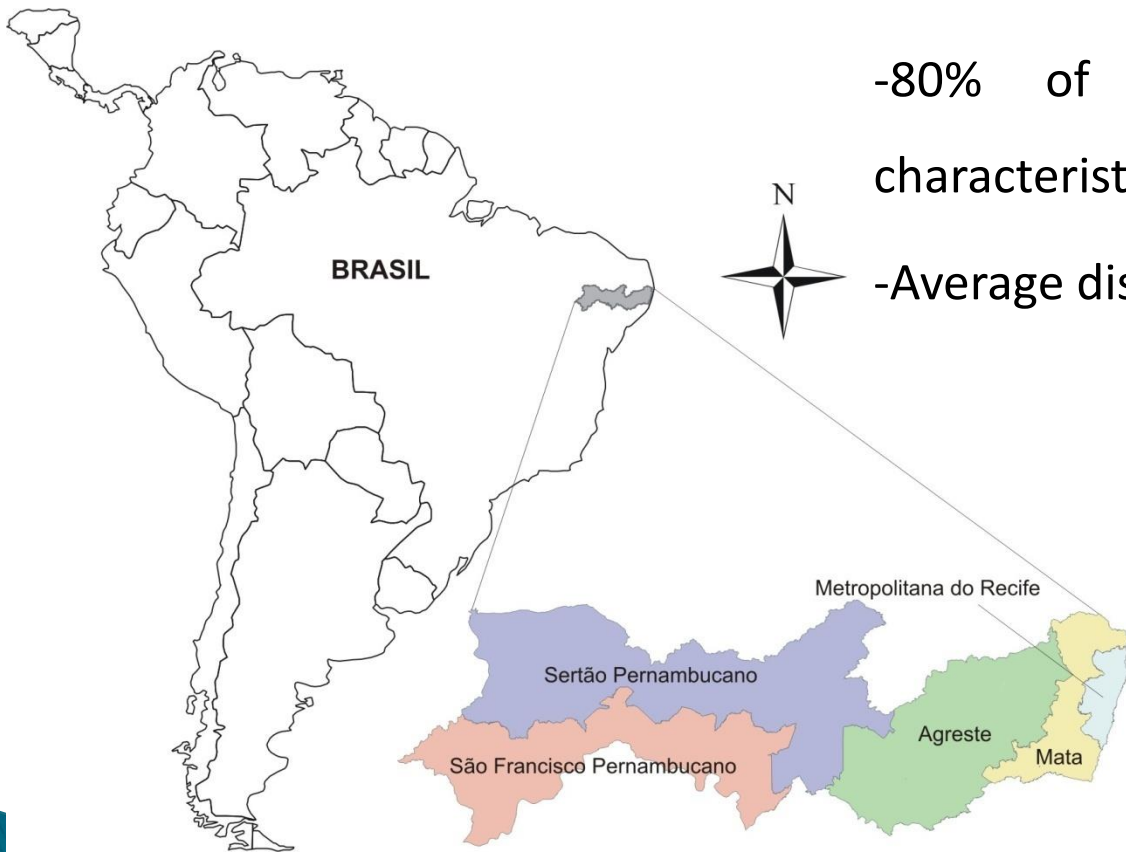 -80% of
characterist
-Average dis
N
BRASIL
Metropolitana do Recife
Sertão Pernambucano
Agreste
São Francisco Pernambucano
Mata